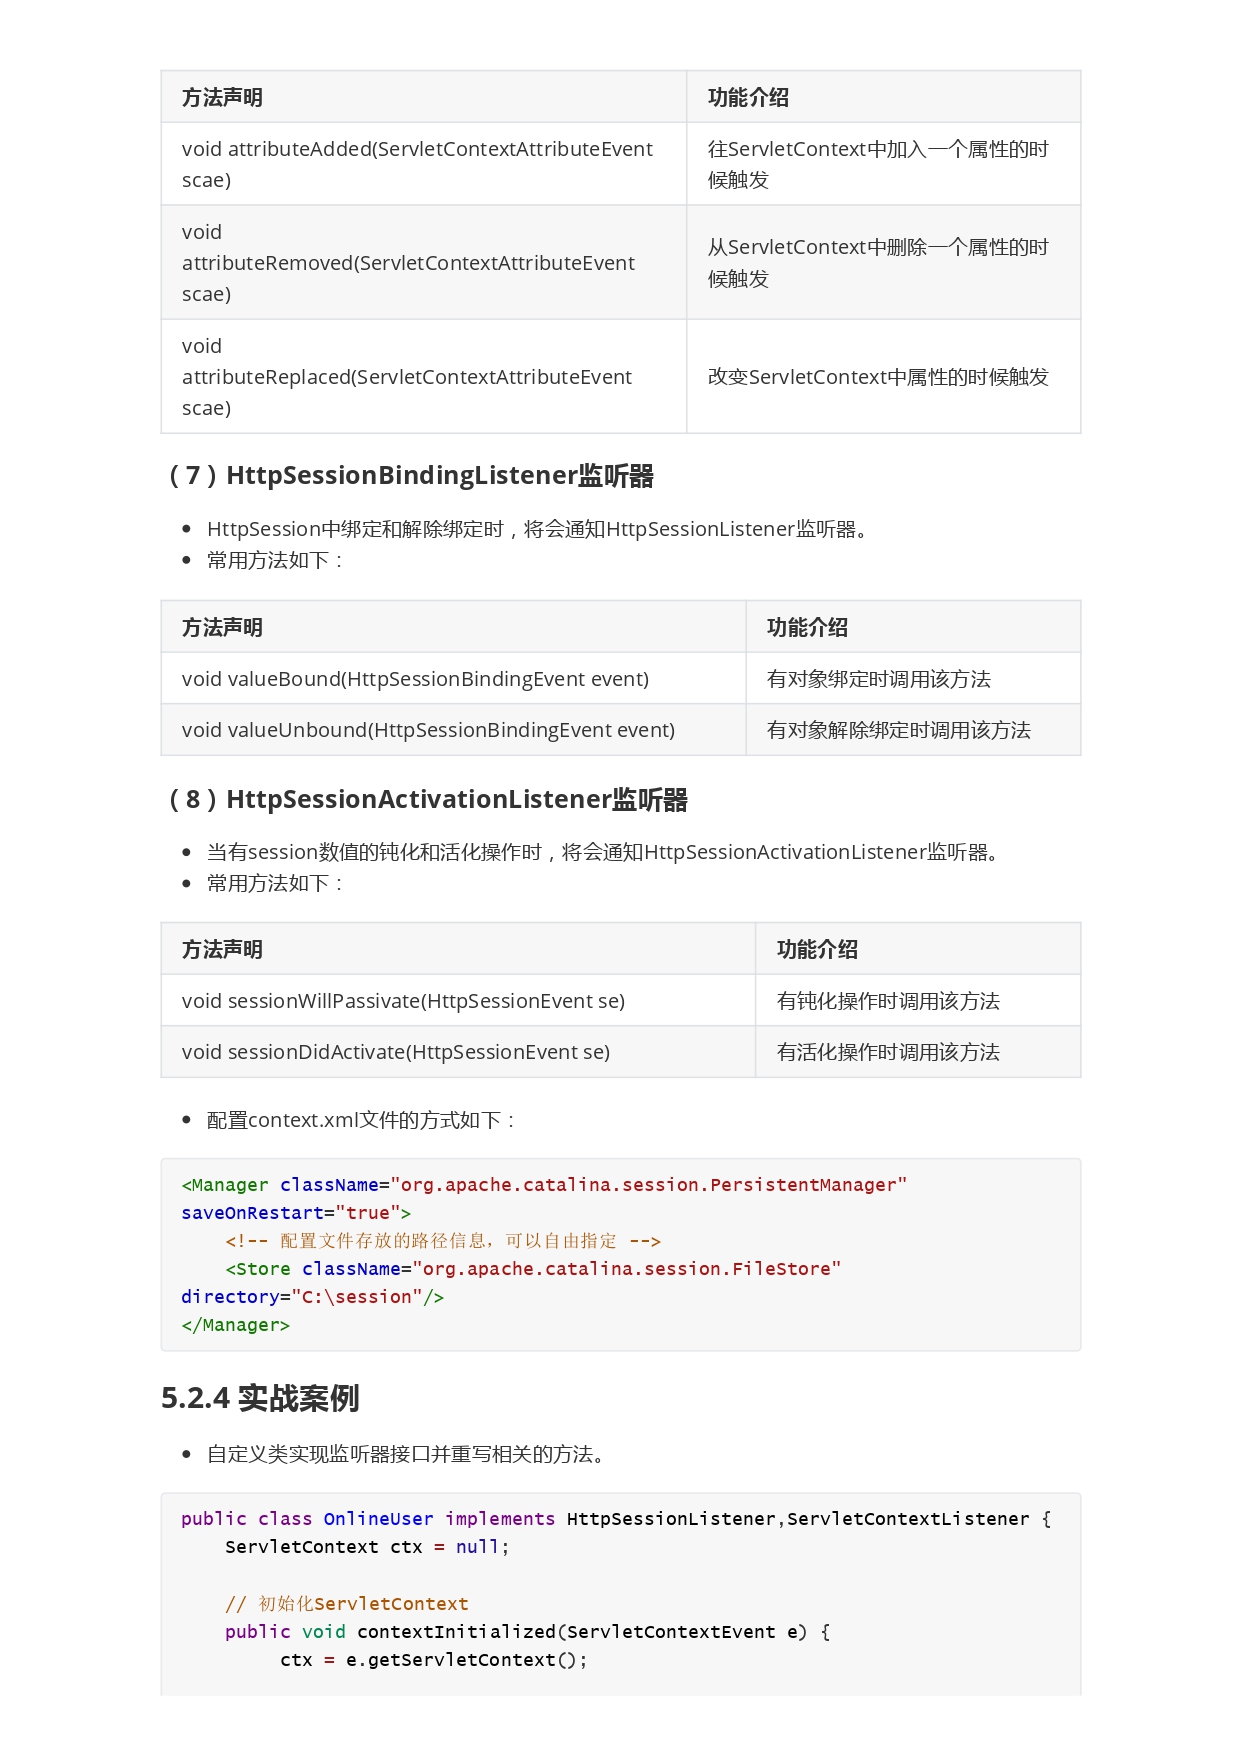 方法声明 功能介绍
void attributeAdded(ServletContextAttributeEvent
scae)
往ServletContext中加入一个属性的时
候触发
void
attributeRemoved(ServletContextAttributeEvent
scae)
从ServletContext中删除一个属性的时
候触发
void
attributeReplaced(ServletContextAttributeEvent
scae)
改变ServletContext中属性的时候触发
（7）HttpSessionBindingListener监听器
• HttpSession中绑定和解除绑定时，将会通知HttpSessionListener监听器。
• 常用方法如下：
方法声明 功能介绍
void valueBound(HttpSessionBindingEvent event) 有对象绑定时调用该方法
void valueUnbound(HttpSessionBindingEvent event) 有对象解除绑定时调用该方法
（8）HttpSessionActivationListener监听器
• 当有session数值的钝化和活化操作时，将会通知HttpSessionActivationListener监听器。
• 常用方法如下：
方法声明 功能介绍
void sessionWillPassivate(HttpSessionEvent se) 有钝化操作时调用该方法
void sessionDidActivate(HttpSessionEvent se) 有活化操作时调用该方法
• 配置context.xml文件的方式如下：
<Manager className="org.apache.catalina.session.PersistentManager"
saveOnRestart="true">
    <!-- 配置文件存放的路径信息，可以自由指定 -->
    <Store className="org.apache.catalina.session.FileStore"
directory="C:\session"/>
</Manager>
5.2.4 实战案例
• 自定义类实现监听器接口并重写相关的方法。
public class OnlineUser implements HttpSessionListener,ServletContextListener {
    ServletContext ctx = null;
    // 初始化ServletContext
    public void contextInitialized(ServletContextEvent e) {
         ctx = e.getServletContext();